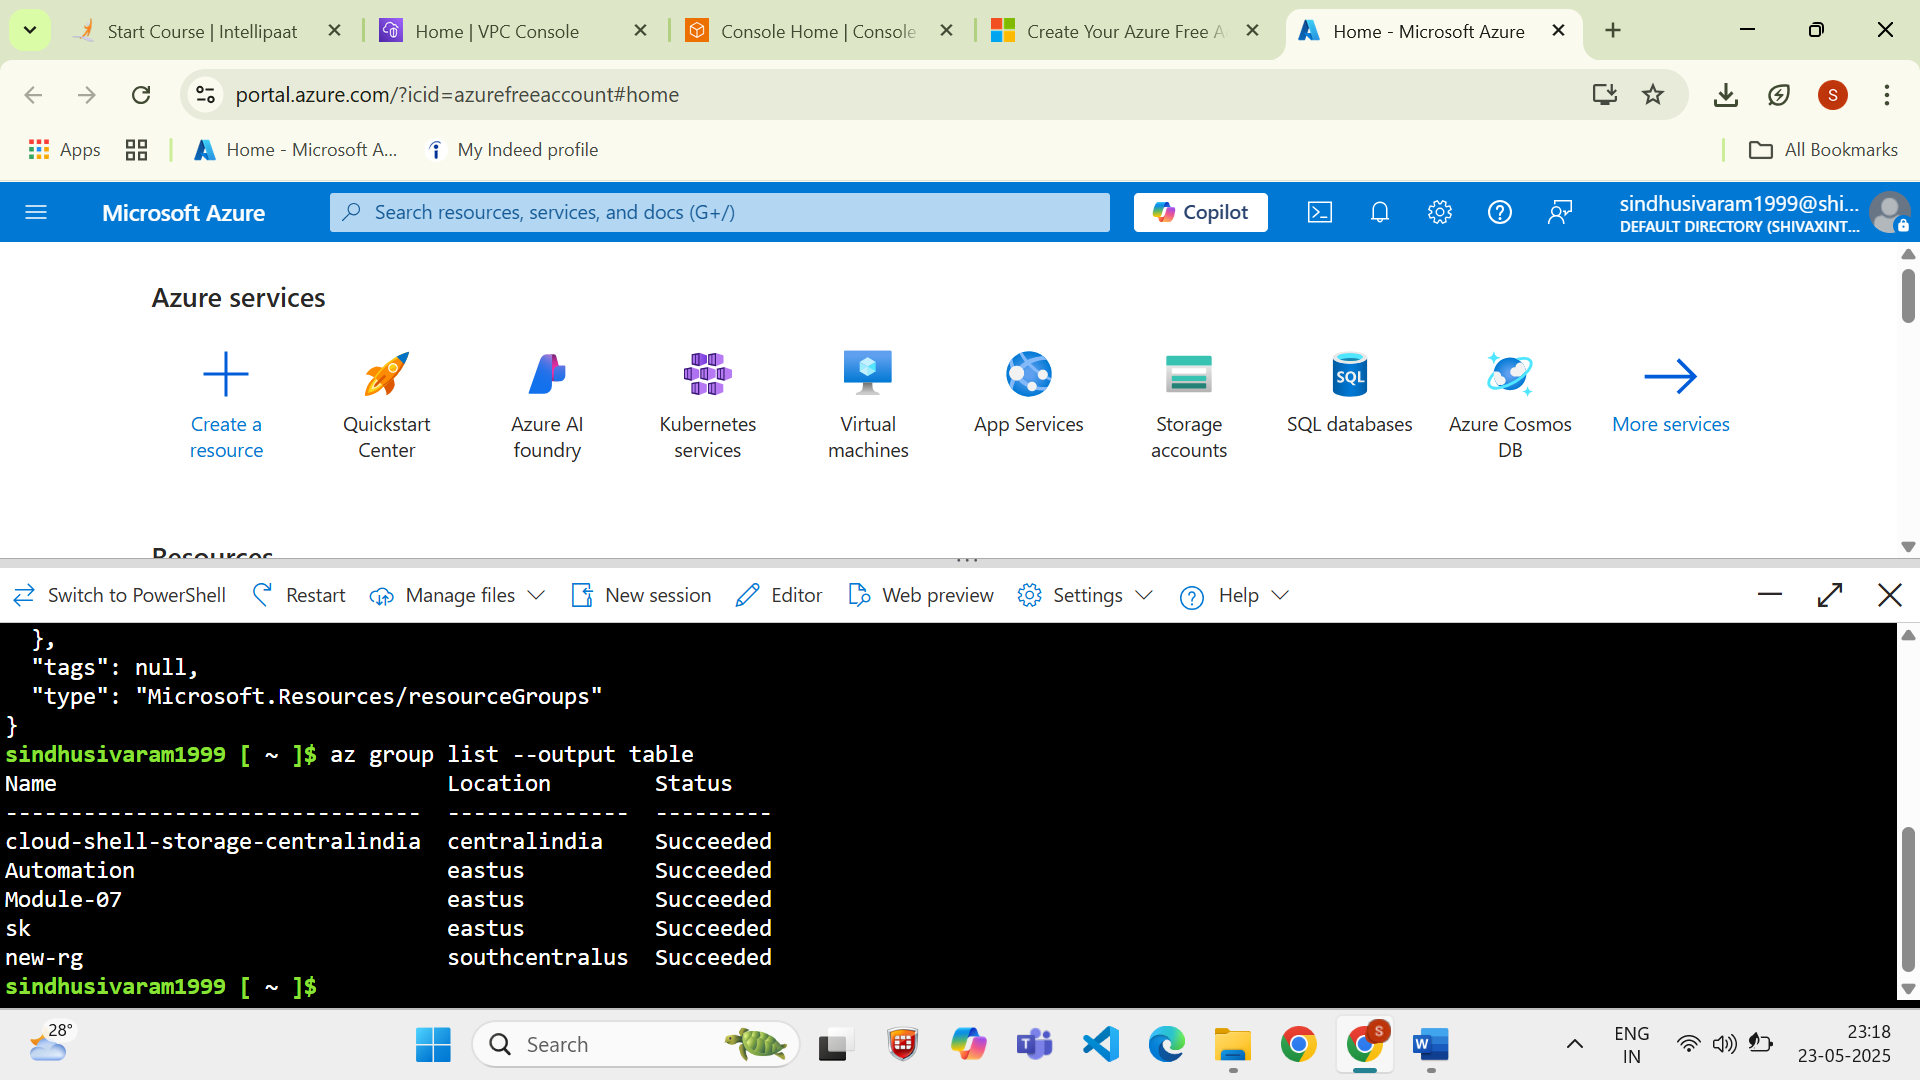 Start Course | Intellipaat
Home | VPC Console
Console Home | Console
Create Your Azure Free A
Home - Microsoft Azure
portal.azure.com/?icid=azurefreeaccount#home
S
Apps
Home - Microsoft A...
My Indeed profile
All Bookmarks
Microsoft Azure
Search resources, services, and docs (G+/)
Copilot
sindhusivaram1999@shi...
DEFAULT DIRECTORY (SHIVAXINT...
Azure services
Create a resource
Quickstart Center
Azure AI foundry
Kubernetes services
Virtual machines
App Services
Storage accounts
SQL
SQL databases
Azure Cosmos DB
More services
Resources
Switch to PowerShell
Restart
Manage files
New session
Editor
Web preview
Settings
Help
},
"tags": null,
"type": "Microsoft.Resources/resourceGroups"
}
sindhusivaram1999 [ ~ ]$ az group list --output table
Name Location Status
-------------------------------- -------------- ---------
cloud-shell-storage-centralindia centralindia Succeeded
Automation eastus Succeeded
Module-07 eastus Succeeded
sk eastus Succeeded
new-rg southcentralus Succeeded
sindhusivaram1999 [ ~ ]$
28°
Search
S
W
ENG
IN
23:18
23-05-2025